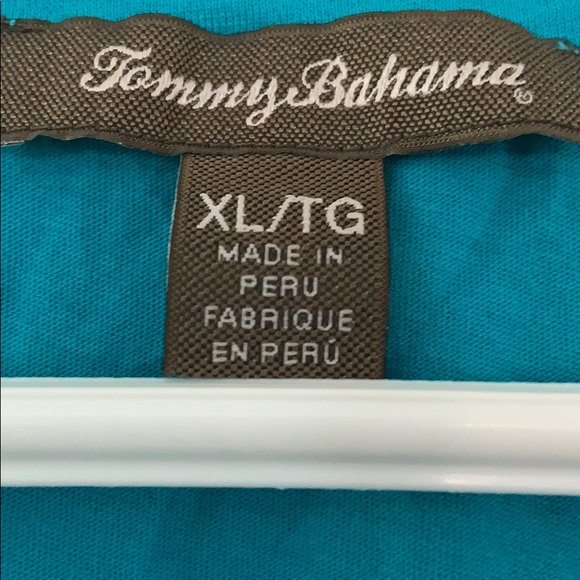 Tommy Bahama®
XL/TG
MADE IN
PERU
FABRIQUE
EN PERÚ